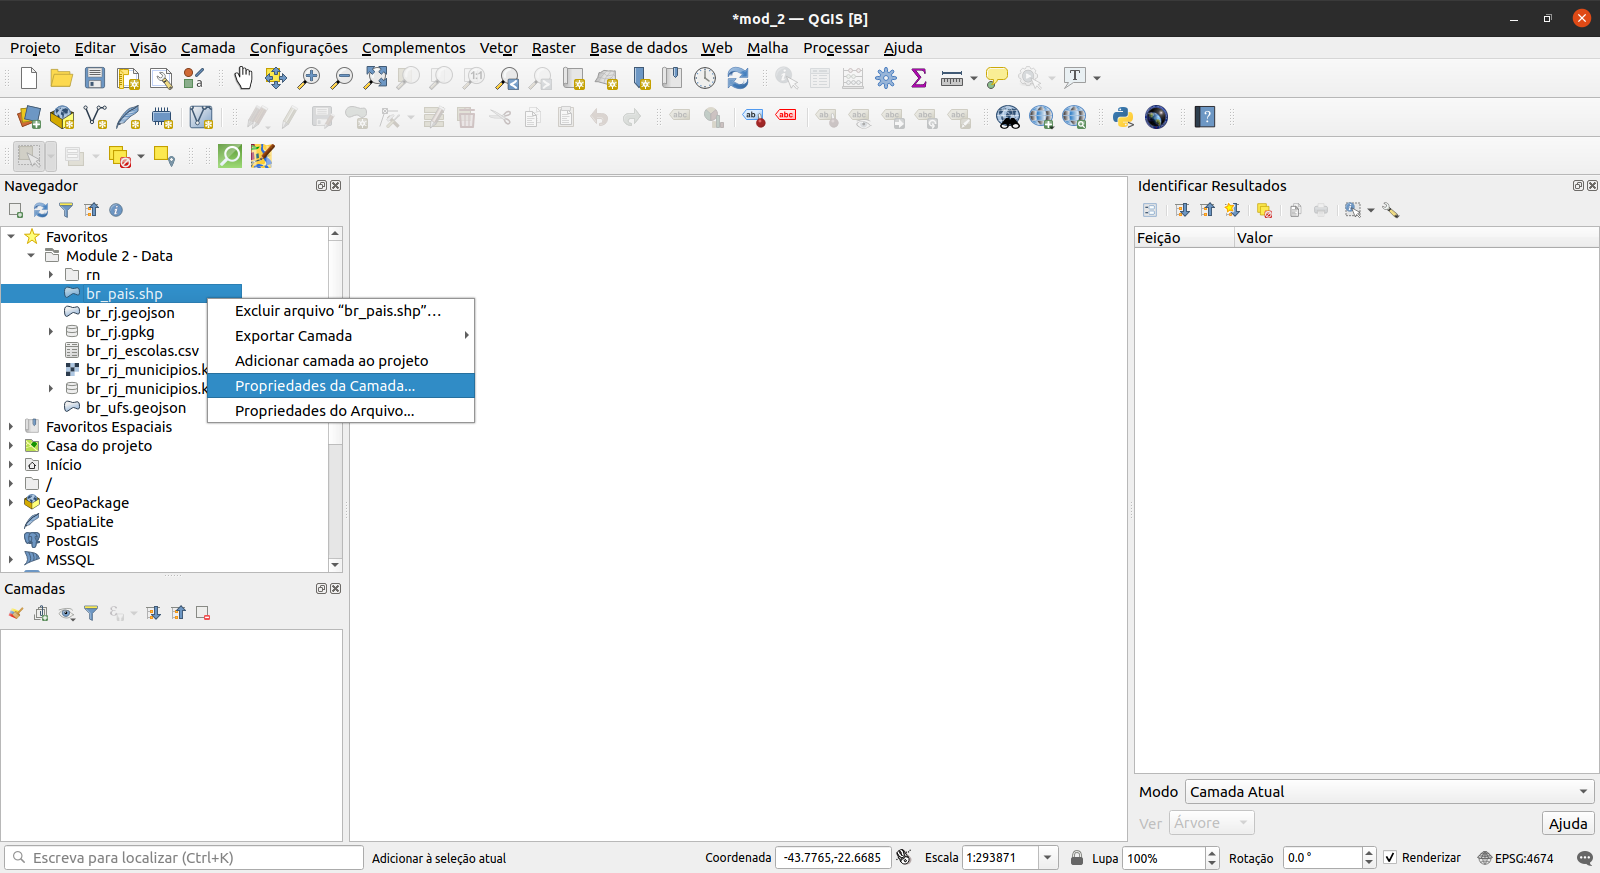 *mod_2 — QGIS [B]
Projeto Editar Visão Camada Configurações Complementos Vetor Raster Base de dados Web Malha Processar Ajuda
Navegador
Favoritos
Module 2 - Data
rn
br_pais.shp
br_rj.geojson
br_rj.gpkg
br_rj_escolas.csv
br_rj_municipios.k
br_rj_municipios.k
br_ufs.geojson
Favoritos Espaciais
Casa do projeto
Início
/
GeoPackage
SpatiaLite
PostGIS
MSSQL
Excluir arquivo “br_pais.shp”…
Exportar Camada
Adicionar camada ao projeto
Propriedades da Camada...
Propriedades do Arquivo...
Camadas
Identificar Resultados
Feição Valor
Modo Camada Atual
Ver Árvore
Ajuda
Escreva para localizar (Ctrl+K)
Adicionar à seleção atual
Coordenada -43.7765,-22.6685
Escala 1:293871
Lupa 100%
Rotação 0.0 °
Renderizar
EPSG:4674